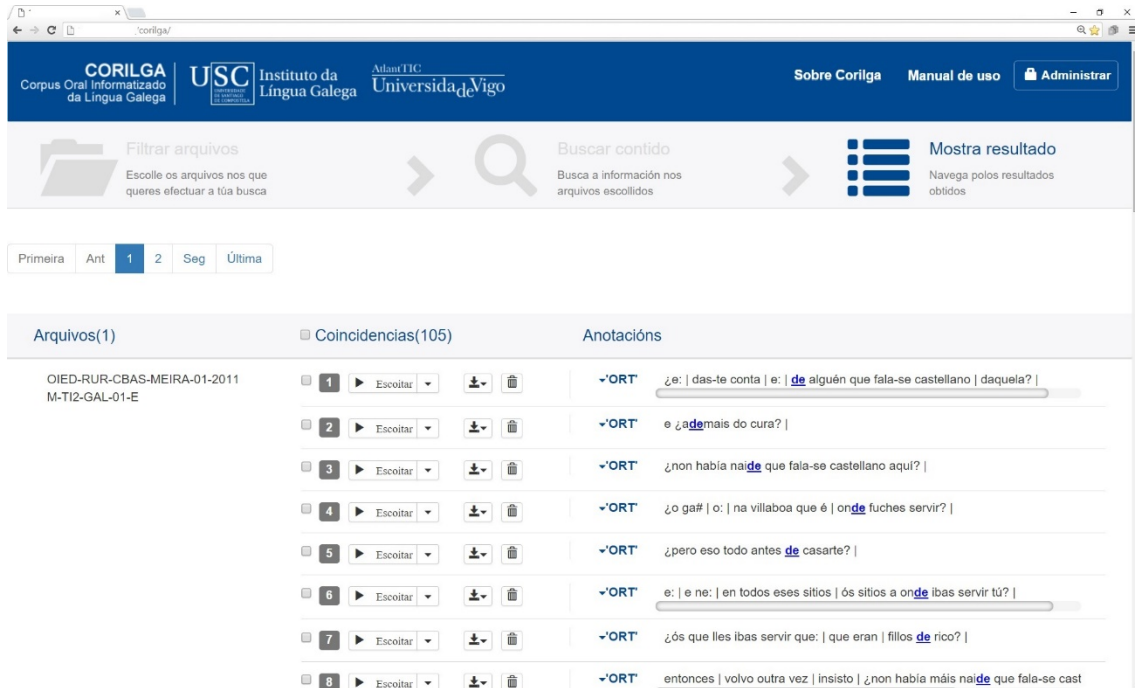 'corilga/
CORILGA
Corpus Oral Informatizado
da Lingua Galega
USC
UNIVERSIDADE
DE SANTIAGO
DE COMPOSTELA
Instituto da
Língua Galega
AtlantTIC
UniversidadeVigo
Sobre Corilga
Manual de uso
Administrar
Filtrar arquivos
Escolle os arquivos nos que
queres efectuar a túa busca
Buscar contido
Busca a información nos
arquivos escollidos
Mostra resultado
Navega polos resultados
obtidos
Primeira Ant 1 2 Seg Última
Arquivos(1) Coincidencias(105) Anotacións
OIED-RUR-CBAS-MEIRA-01-2011
M-TI2-GAL-01-E
1 Escoitar 'ORT' ¿e: | das-te conta | e: | de alguén que fala-se castellano | daquela? |
2 Escoitar 'ORT' e ¿ademais do cura? |
3 Escoitar 'ORT' ¿non había naide que fala-se castellano aquí? |
4 Escoitar 'ORT' ¿o ga# | o: | na villaboa que é | onde fuches servir? |
5 Escoitar 'ORT' ¿pero eso todo antes de casarte? |
6 Escoitar 'ORT' e: | e ne: | en todos eses sitios | ós sitios a onde ibas servir tú? |
7 Escoitar 'ORT' ¿ós que lles ibas servir que: | que eran | fillos de rico? |
8 Escoitar 'ORT' entonces | volvo outra vez | insisto | ¿non había máis naide que fala-se cast